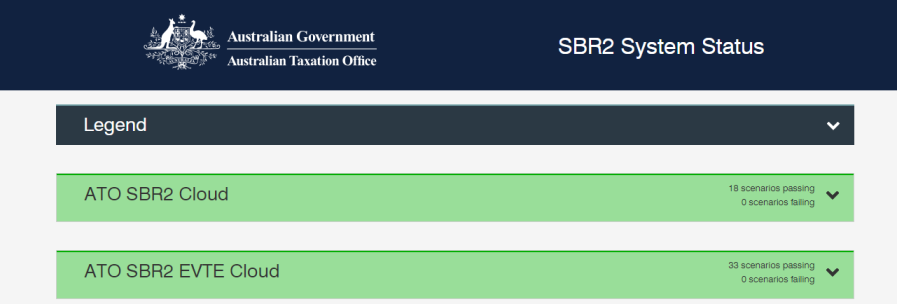 Australian Government
Australian Taxation Office
SBR2 System Status
Legend
ATO SBR2 Cloud
18 scenarios passing
0 scenarios failing
ATO SBR2 EVTE Cloud
33 scenarios passing
0 scenarios failing